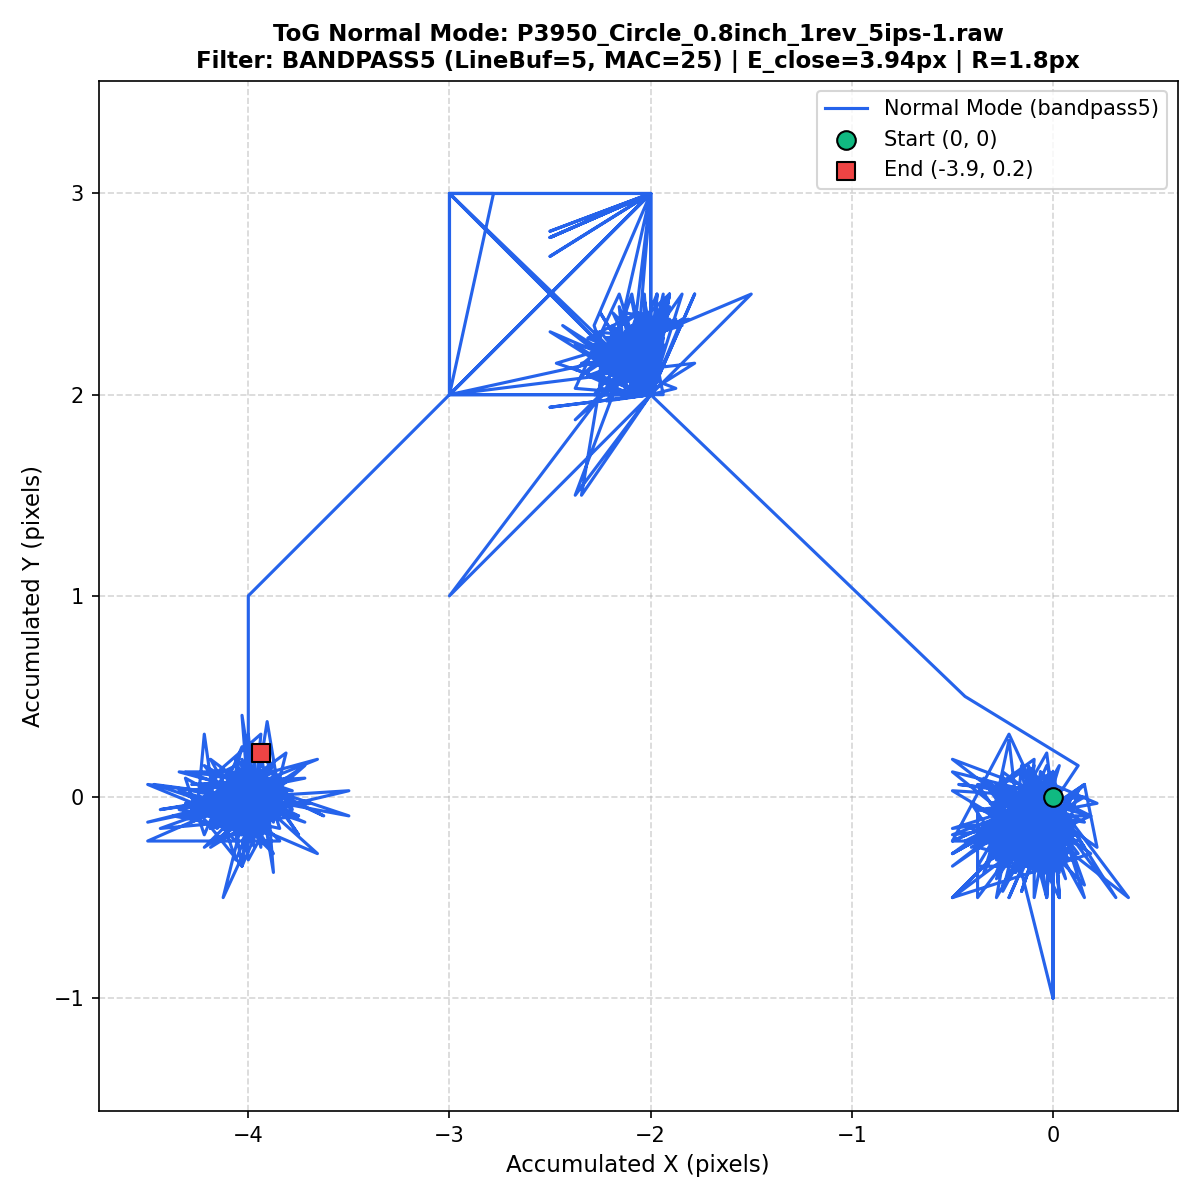 ToG Normal Mode: P3950_Circle_0.8inch_1rev_5ips-1.raw
Filter: BANDPASS5 (LineBuf=5, MAC=25) | E_close=3.94px | R=1.8px
Normal Mode (bandpass5)
Start (0, 0)
End (-3.9, 0.2)
Accumulated Y (pixels)
3
2
1
0
−1
−4
−3
−2
−1
0
Accumulated X (pixels)